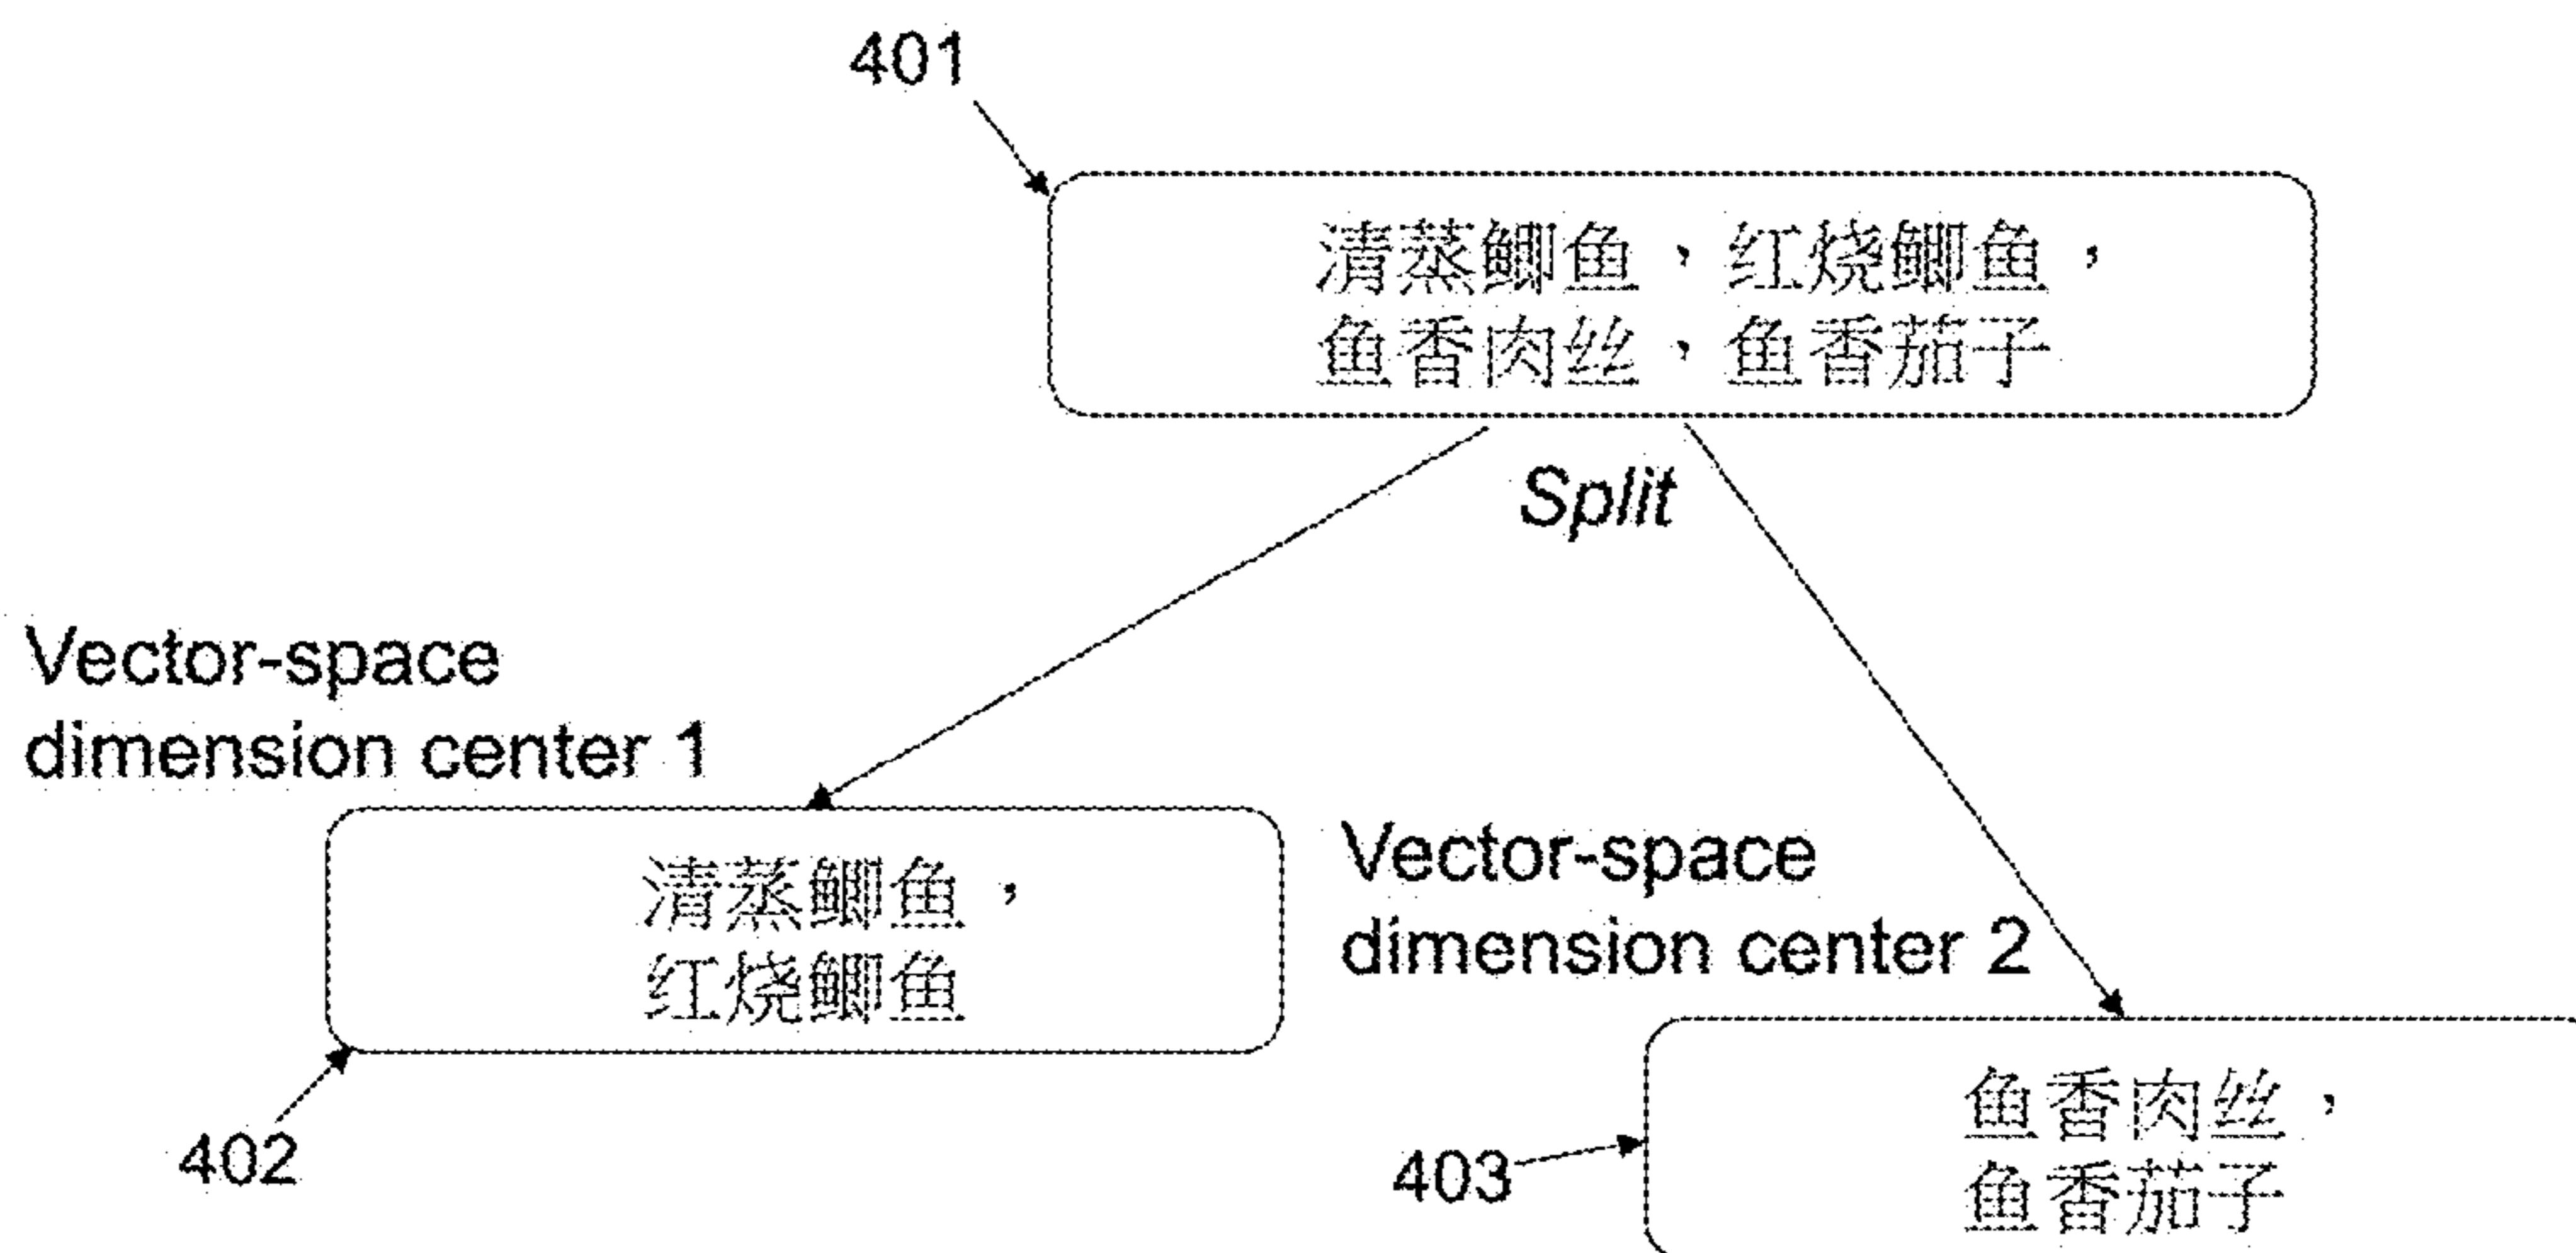 401
清蒸鲫鱼，红烧鲫鱼，
鱼香肉丝，鱼香茄子
Split
Vector-space
dimension center 1
清蒸鲫鱼，
红烧鲫鱼
402
Vector-space
dimension center 2
鱼香肉丝，
鱼香茄子
403